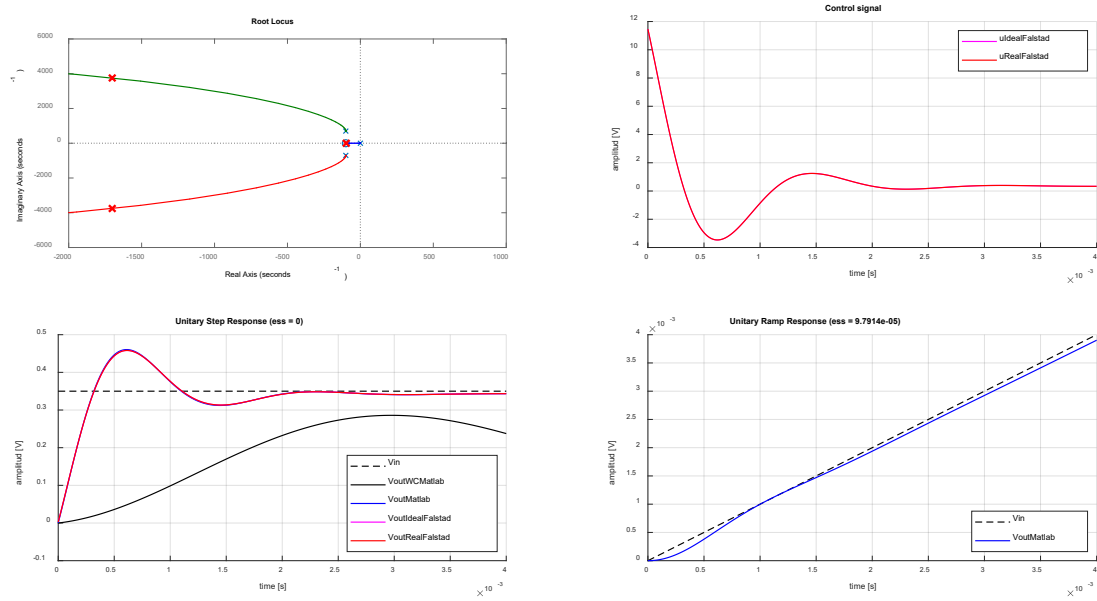 Root Locus
6000
4000
2000
0
-2000
-4000
-6000
-2000 -1500 -1000 -500 0 500 1000
Imaginary Axis (seconds -1 )
Real Axis (seconds -1 )
Control signal
12
10
8
6
4
2
0
-2
-4
0 0.5 1 1.5 2 2.5 3 3.5 4
amplitud [V]
time [s]
×10 -3
uIdealFalstad
uRealFalstad
Unitary Step Response (ess = 0)
0.5
0.4
0.3
0.2
0.1
0
-0.1
0 0.5 1 1.5 2 2.5 3 3.5 4
amplitud [V]
time [s]
×10 -3
Vin
VoutWCMatlab
VoutMatlab
VoutIdealFalstad
VoutRealFalstad
Unitary Ramp Response (ess = 9.7914e-05)
×10 -3
4
3.5
3
2.5
2
1.5
1
0.5
0
0 0.5 1 1.5 2 2.5 3 3.5 4
amplitud [V]
time [s]
×10 -3
Vin
VoutMatlab